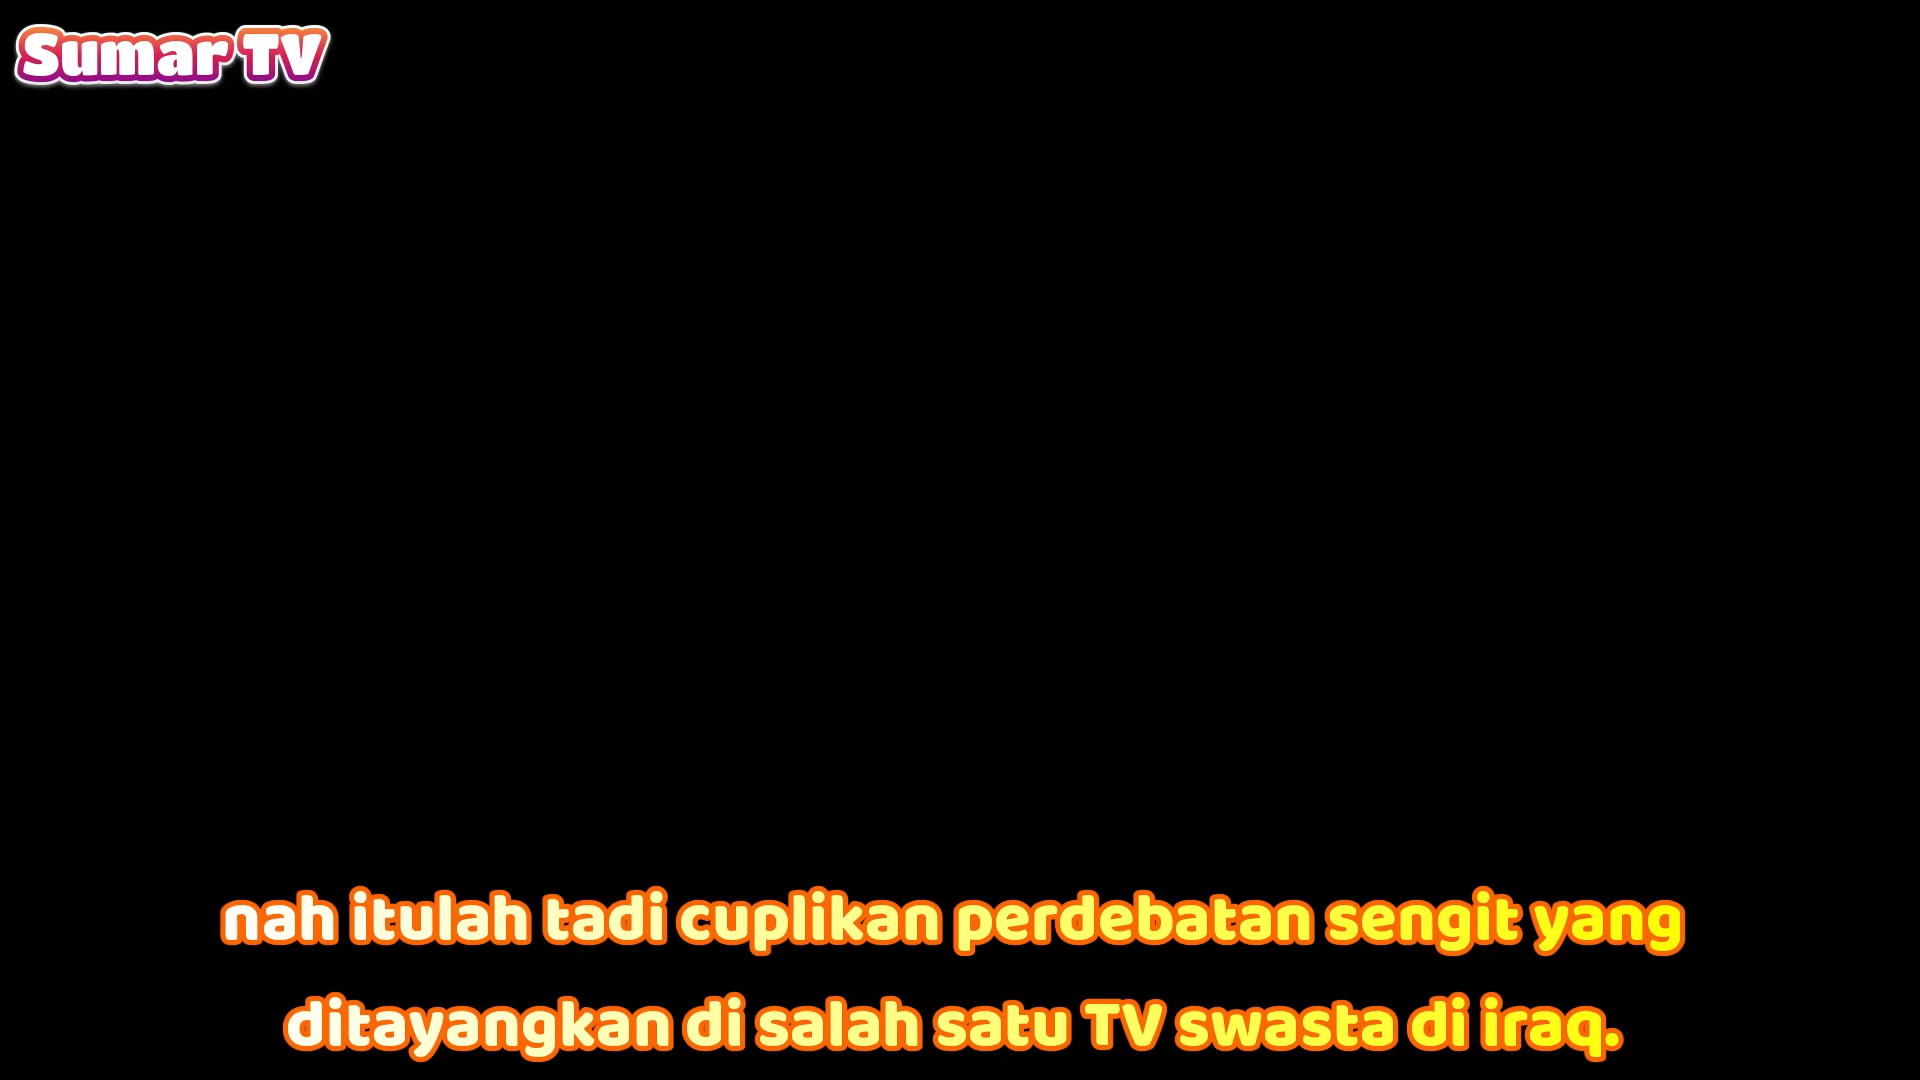 Sumar TV
nah itulah tadi cuplikan perdebatan sengit yang
ditayangkan di salah satu TV swasta di iraq.